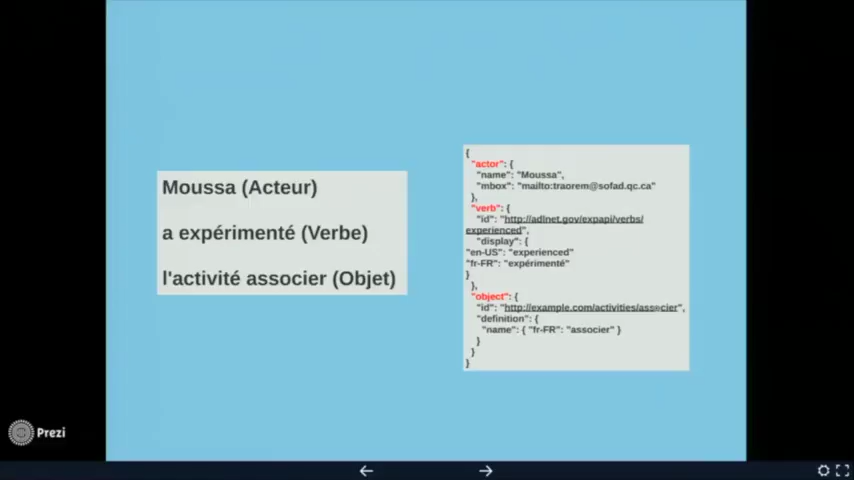 Moussa (Acteur)
a expérimenté (Verbe)
l'activité associer (Objet)
{
"actor": {
"name": "Moussa",
"mbox": "mailto:traorem@sofad.qc.ca"
},
"verb": {
"id": "http://adlnet.gov/expapi/verbs/
experienced",
"display": {
"en-US": "experienced"
"fr-FR": "expérimenté"
}
},
"object": {
"id": "http://example.com/activities/associer",
"definition": {
"name": { "fr-FR": "associer" }
}
}
}
Prezi